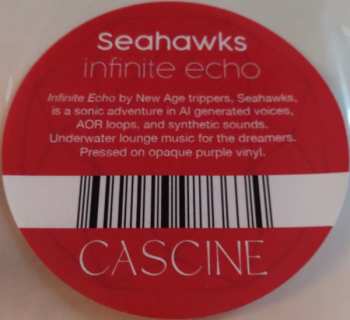 Seahawks
infinite echo
Infinite Echo by New Age trippers, Seahawks,
is a sonic adventure in AI generated voices,
AOR loops, and synthetic sounds.
Underwater lounge music for the dreamers.
Pressed on opaque purple vinyl.
CASCINE